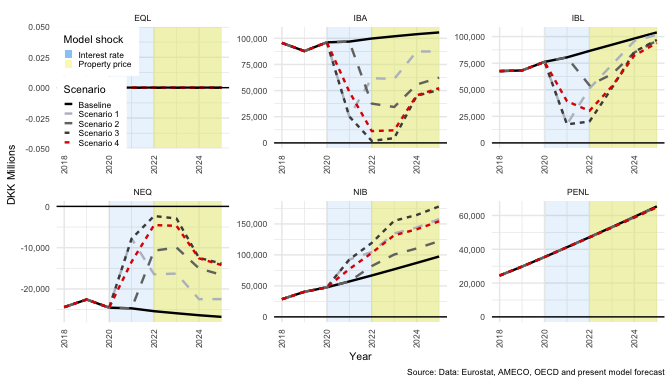 EQL
IBA
IBL
0.050
0.025
0.000
-0.025
-0.050
Model shock
Interest rate
Property price
Scenario
Baseline
Scenario 1
Scenario 2
Scenario 3
Scenario 4
100,000
75,000
50,000
25,000
0
100,000
75,000
50,000
25,000
0
2018
2020
2022
2024
2018
2020
2022
2024
2018
2020
2022
2024
DKK Millions
NEQ
NIB
PENL
0
-10,000
-20,000
150,000
100,000
50,000
0
60,000
40,000
20,000
0
2018
2020
2022
2024
2018
2020
2022
2024
2018
2020
2022
2024
Year
Source: Data: Eurostat, AMECO, OECD and present model forecast